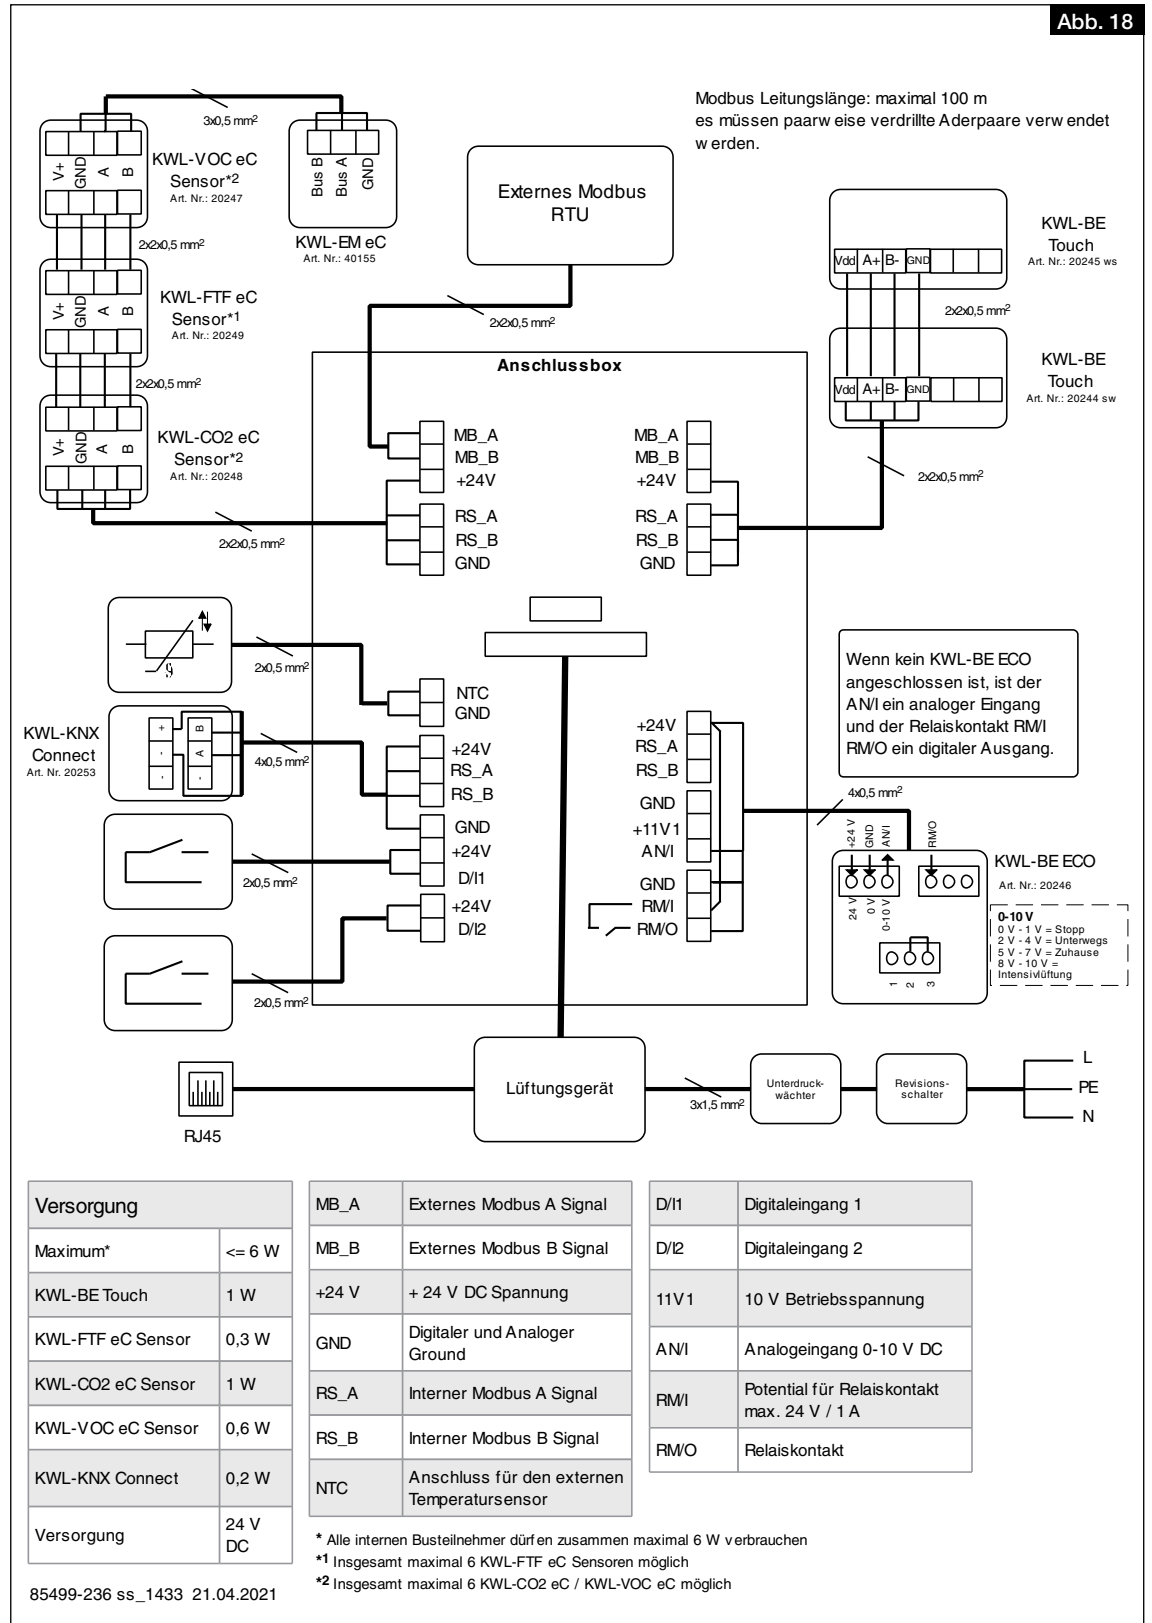 Abb. 18
Modbus Leitungslänge: maximal 100 m
es müssen paarweise verdrillte Aderpaare verwendet
werden.
3x0,5 mm²
V+
GND
A
B
KWL-VOC eC
Sensor*2
Art. Nr.: 20247
Bus B
Bus A
GND
KWL-EM eC
Art. Nr.: 40155
2x2x0,5 mm²
V+
GND
A
B
KWL-FTF eC
Sensor*1
Art. Nr.: 20249
2x2x0,5 mm²
V+
GND
A
B
KWL-CO2 eC
Sensor*2
Art. Nr.: 20248
2x2x0,5 mm²
Externes Modbus
RTU
2x2x0,5 mm²
Vdd A+ B- GND
KWL-BE
Touch
Art. Nr.: 20245 ws
2x2x0,5 mm²
Vdd A+ B- GND
KWL-BE
Touch
Art. Nr.: 20244 sw
2x2x0,5 mm²
Anschlussbox
MB_A
MB_B
+24V
RS_A
RS_B
GND
MB_A
MB_B
+24V
RS_A
RS_B
GND
ϑ
2x0,5 mm²
NTC
GND
KWL-KNX
Connect
Art. Nr. 20253
+
-
-
B
A
-
4x0,5 mm²
+24V
RS_A
RS_B
GND
+24V
D/I1
2x0,5 mm²
+24V
D/I2
2x0,5 mm²
+24V
RS_A
RS_B
GND
+11V1
AN/I
GND
RM/I
RM/O
Wenn kein KWL-BE ECO
angeschlossen ist, ist der
AN/I ein analoger Eingang
und der Relaiskontakt RM/I
RM/O ein digitaler Ausgang.
4x0,5 mm²
+24 V
GND
AN/I
RM/O
24 V
0 V
0-10 V
1
2
3
KWL-BE ECO
Art. Nr.: 20246
0-10 V
0 V - 1 V = Stopp
2 V - 4 V = Unterwegs
5 V - 7 V = Zuhause
8 V - 10 V =
Intensivlüftung
RJ45
Lüftungsgerät
3x1,5 mm²
Unterdruck-
wächter
Revisions-
schalter
L
PE
N
Versorgung
Maximum* <= 6 W
KWL-BE Touch 1 W
KWL-FTF eC Sensor 0,3 W
KWL-CO2 eC Sensor 1 W
KWL-VOC eC Sensor 0,6 W
KWL-KNX Connect 0,2 W
Versorgung 24 V
DC
MB_A Externes Modbus A Signal
MB_B Externes Modbus B Signal
+24 V + 24 V DC Spannung
GND Digitaler und Analoger
Ground
RS_A Interner Modbus A Signal
RS_B Interner Modbus B Signal
NTC Anschluss für den externen
Temperatursensor
D/I1 Digitaleingang 1
D/I2 Digitaleingang 2
11V1 10 V Betriebsspannung
AN/I Analogeingang 0-10 V DC
RM/I Potential für Relaiskontakt
max. 24 V / 1 A
RM/O Relaiskontakt
* Alle internen Busteilnehmer dürfen zusammen maximal 6 W verbrauchen
*1 Insgesamt maximal 6 KWL-FTF eC Sensoren möglich
*2 Insgesamt maximal 6 KWL-CO2 eC / KWL-VOC eC möglich
85499-236 ss_1433 21.04.2021